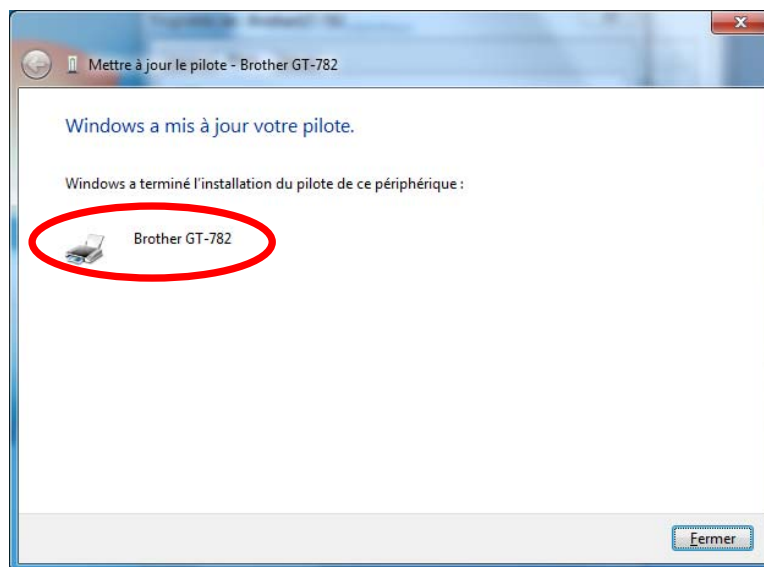 Mettre à jour le pilote - Brother GT-782
Windows a mis à jour votre pilote.
Windows a terminé l'installation du pilote de ce périphérique :
Brother GT-782
Fermer